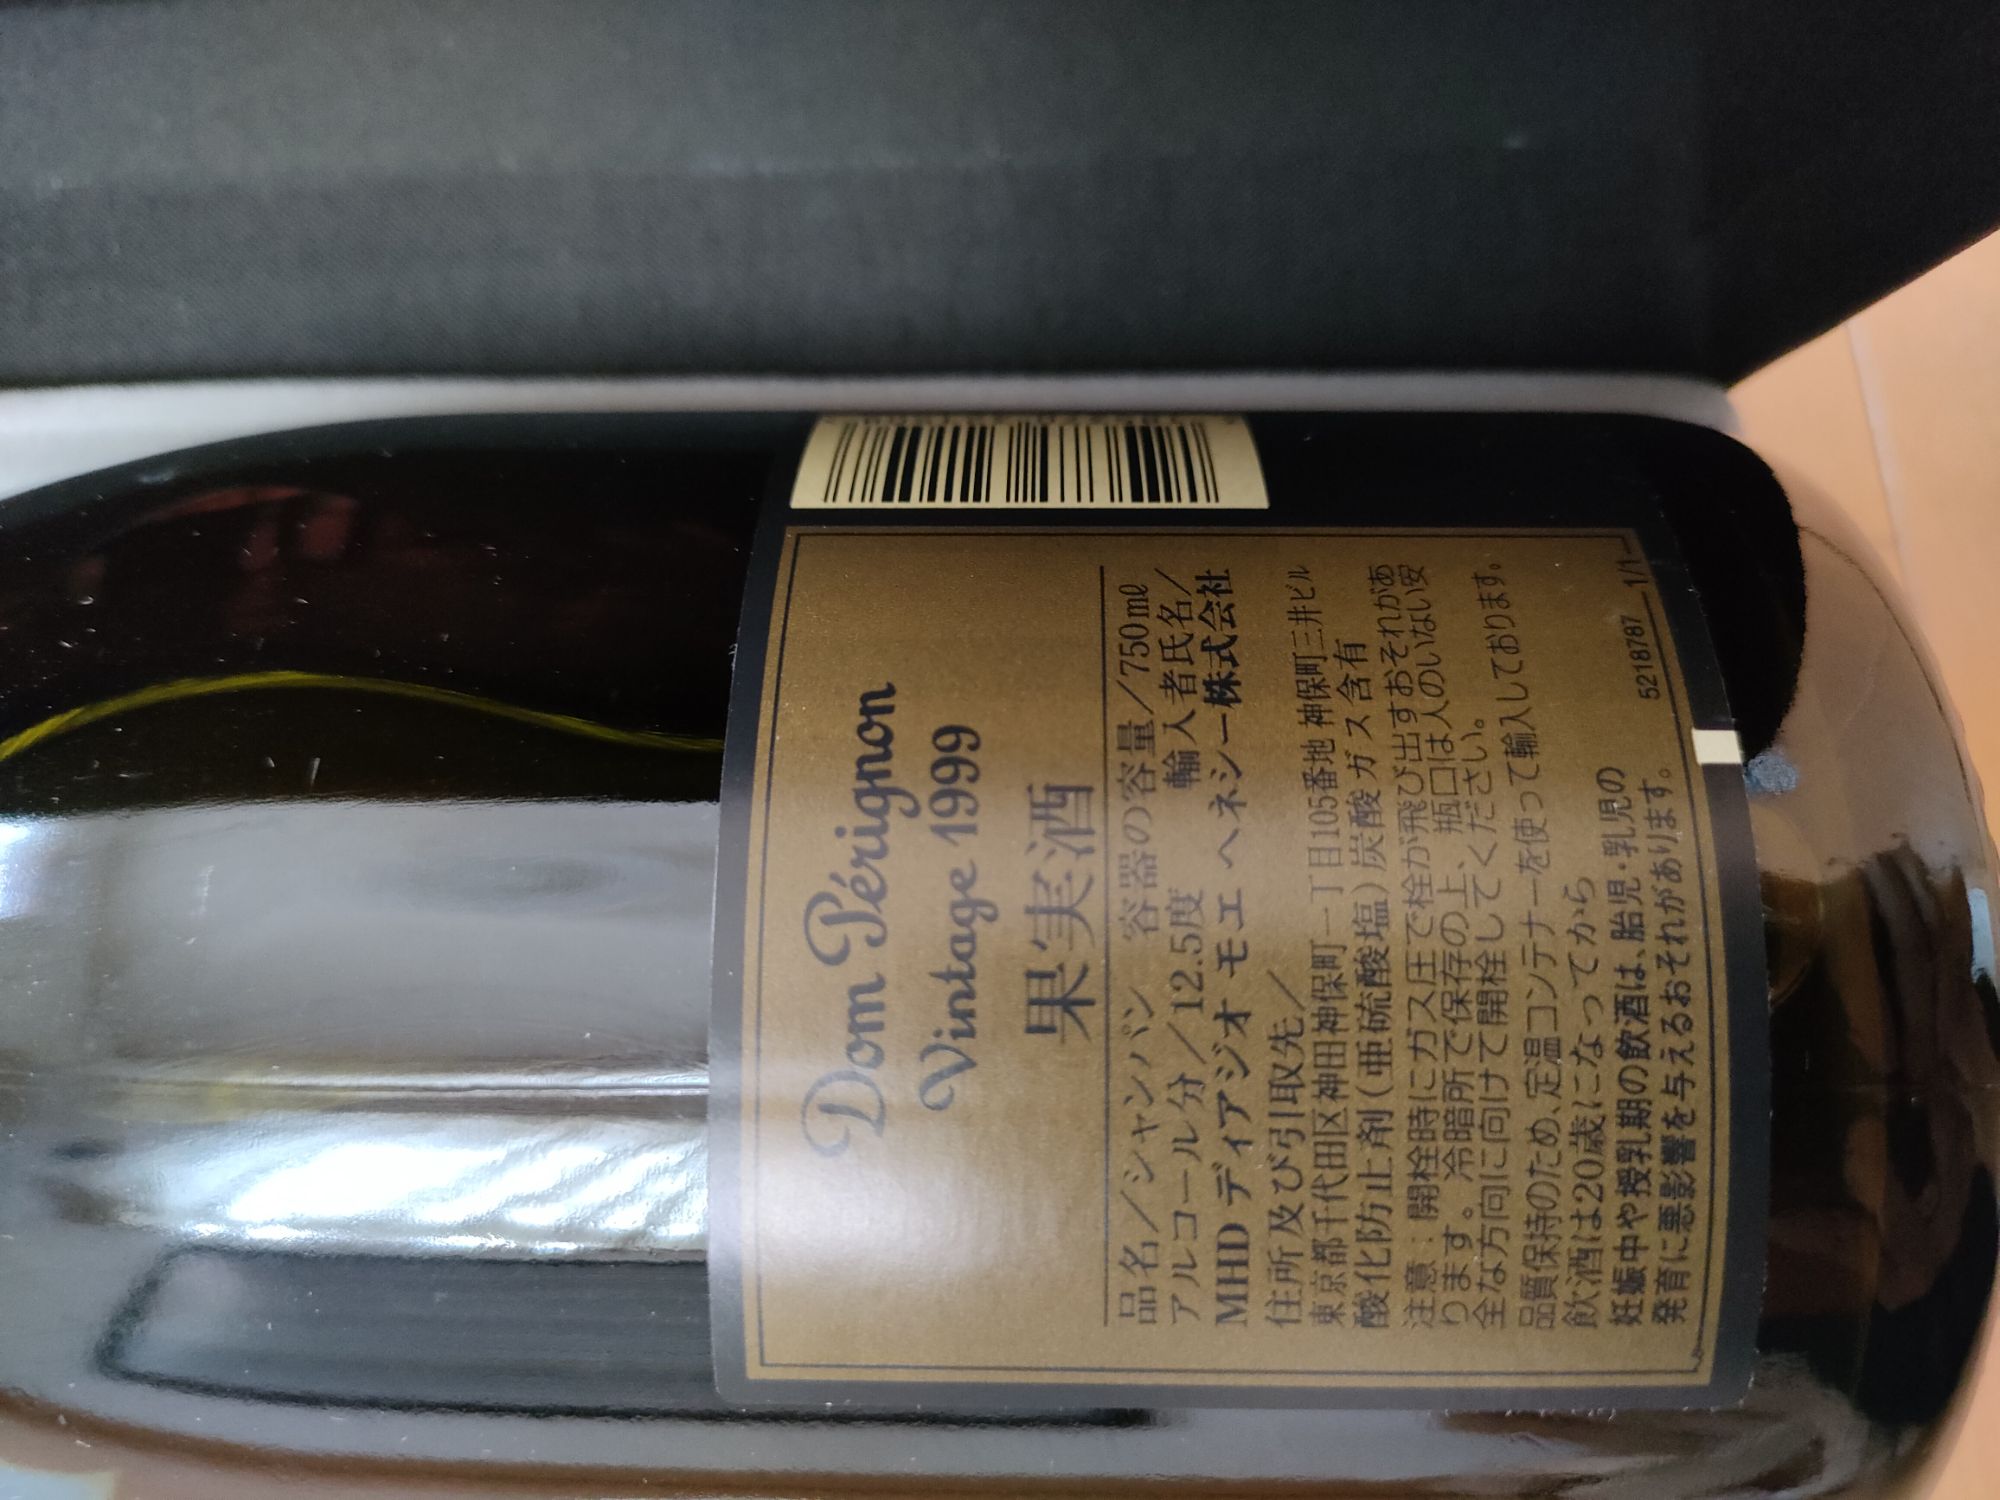 Dom Pérignon
Vintage 1999
果実酒
品名／シャンパン 容器の容量／750㎖
アルコール分／12.5度 輸入者氏名／
MHD ディアジオ モエ ヘネシー株式会社
住所及び引取先／
東京都千代田区神田神保町一丁目105番地 神保町三井ビル
酸化防止剤（亜硫酸塩）炭酸ガス含有
注意：開栓時にガス圧で栓が飛び出すおそれがあ
ります。冷暗所で保存の上、瓶口は人のいない安
全な方向に向けて開栓してください。
品質保持のため、定温コンテナーを使って輸入しております。
飲酒は20歳になってから
妊娠中や授乳期の飲酒は、胎児・乳児の
発育に悪影響を与えるおそれがあります。
5218787 1/1